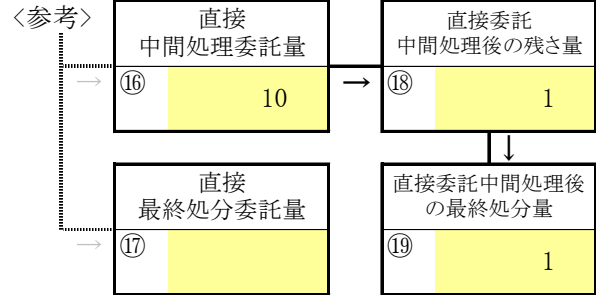 〈参考〉
直接
中間処理委託量
⑯ 10
→
→
直接委託
中間処理後の残さ量
⑱ 1
↓
直接
最終処分委託量
⑰
→
直接委託中間処理後
の最終処分量
⑲ 1